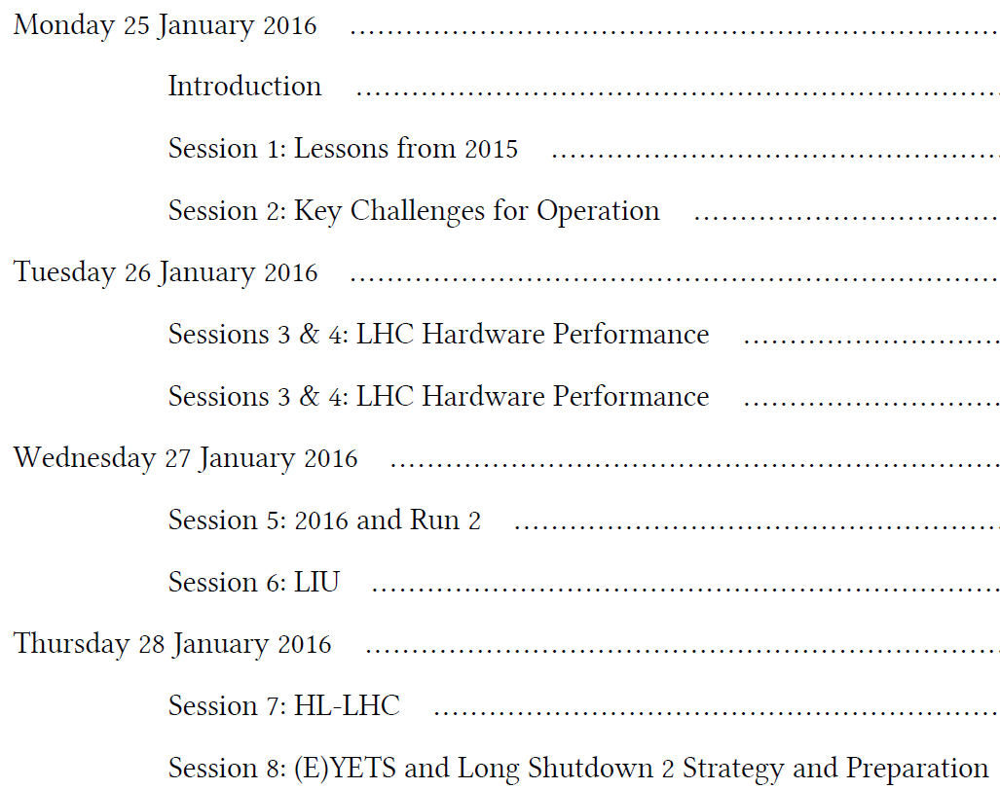 Monday 25 January 2016 ........................................................
Introduction ........................................................
Session 1: Lessons from 2015 .......................................
Session 2: Key Challenges for Operation ...........................
Tuesday 26 January 2016 ........................................................
Sessions 3 & 4: LHC Hardware Performance ......................
Sessions 3 & 4: LHC Hardware Performance ......................
Wednesday 27 January 2016 .....................................................
Session 5: 2016 and Run 2 ..........................................
Session 6: LIU ......................................................
Thursday 28 January 2016 .......................................................
Session 7: HL-LHC .................................................
Session 8: (E)YETS and Long Shutdown 2 Strategy and Preparation